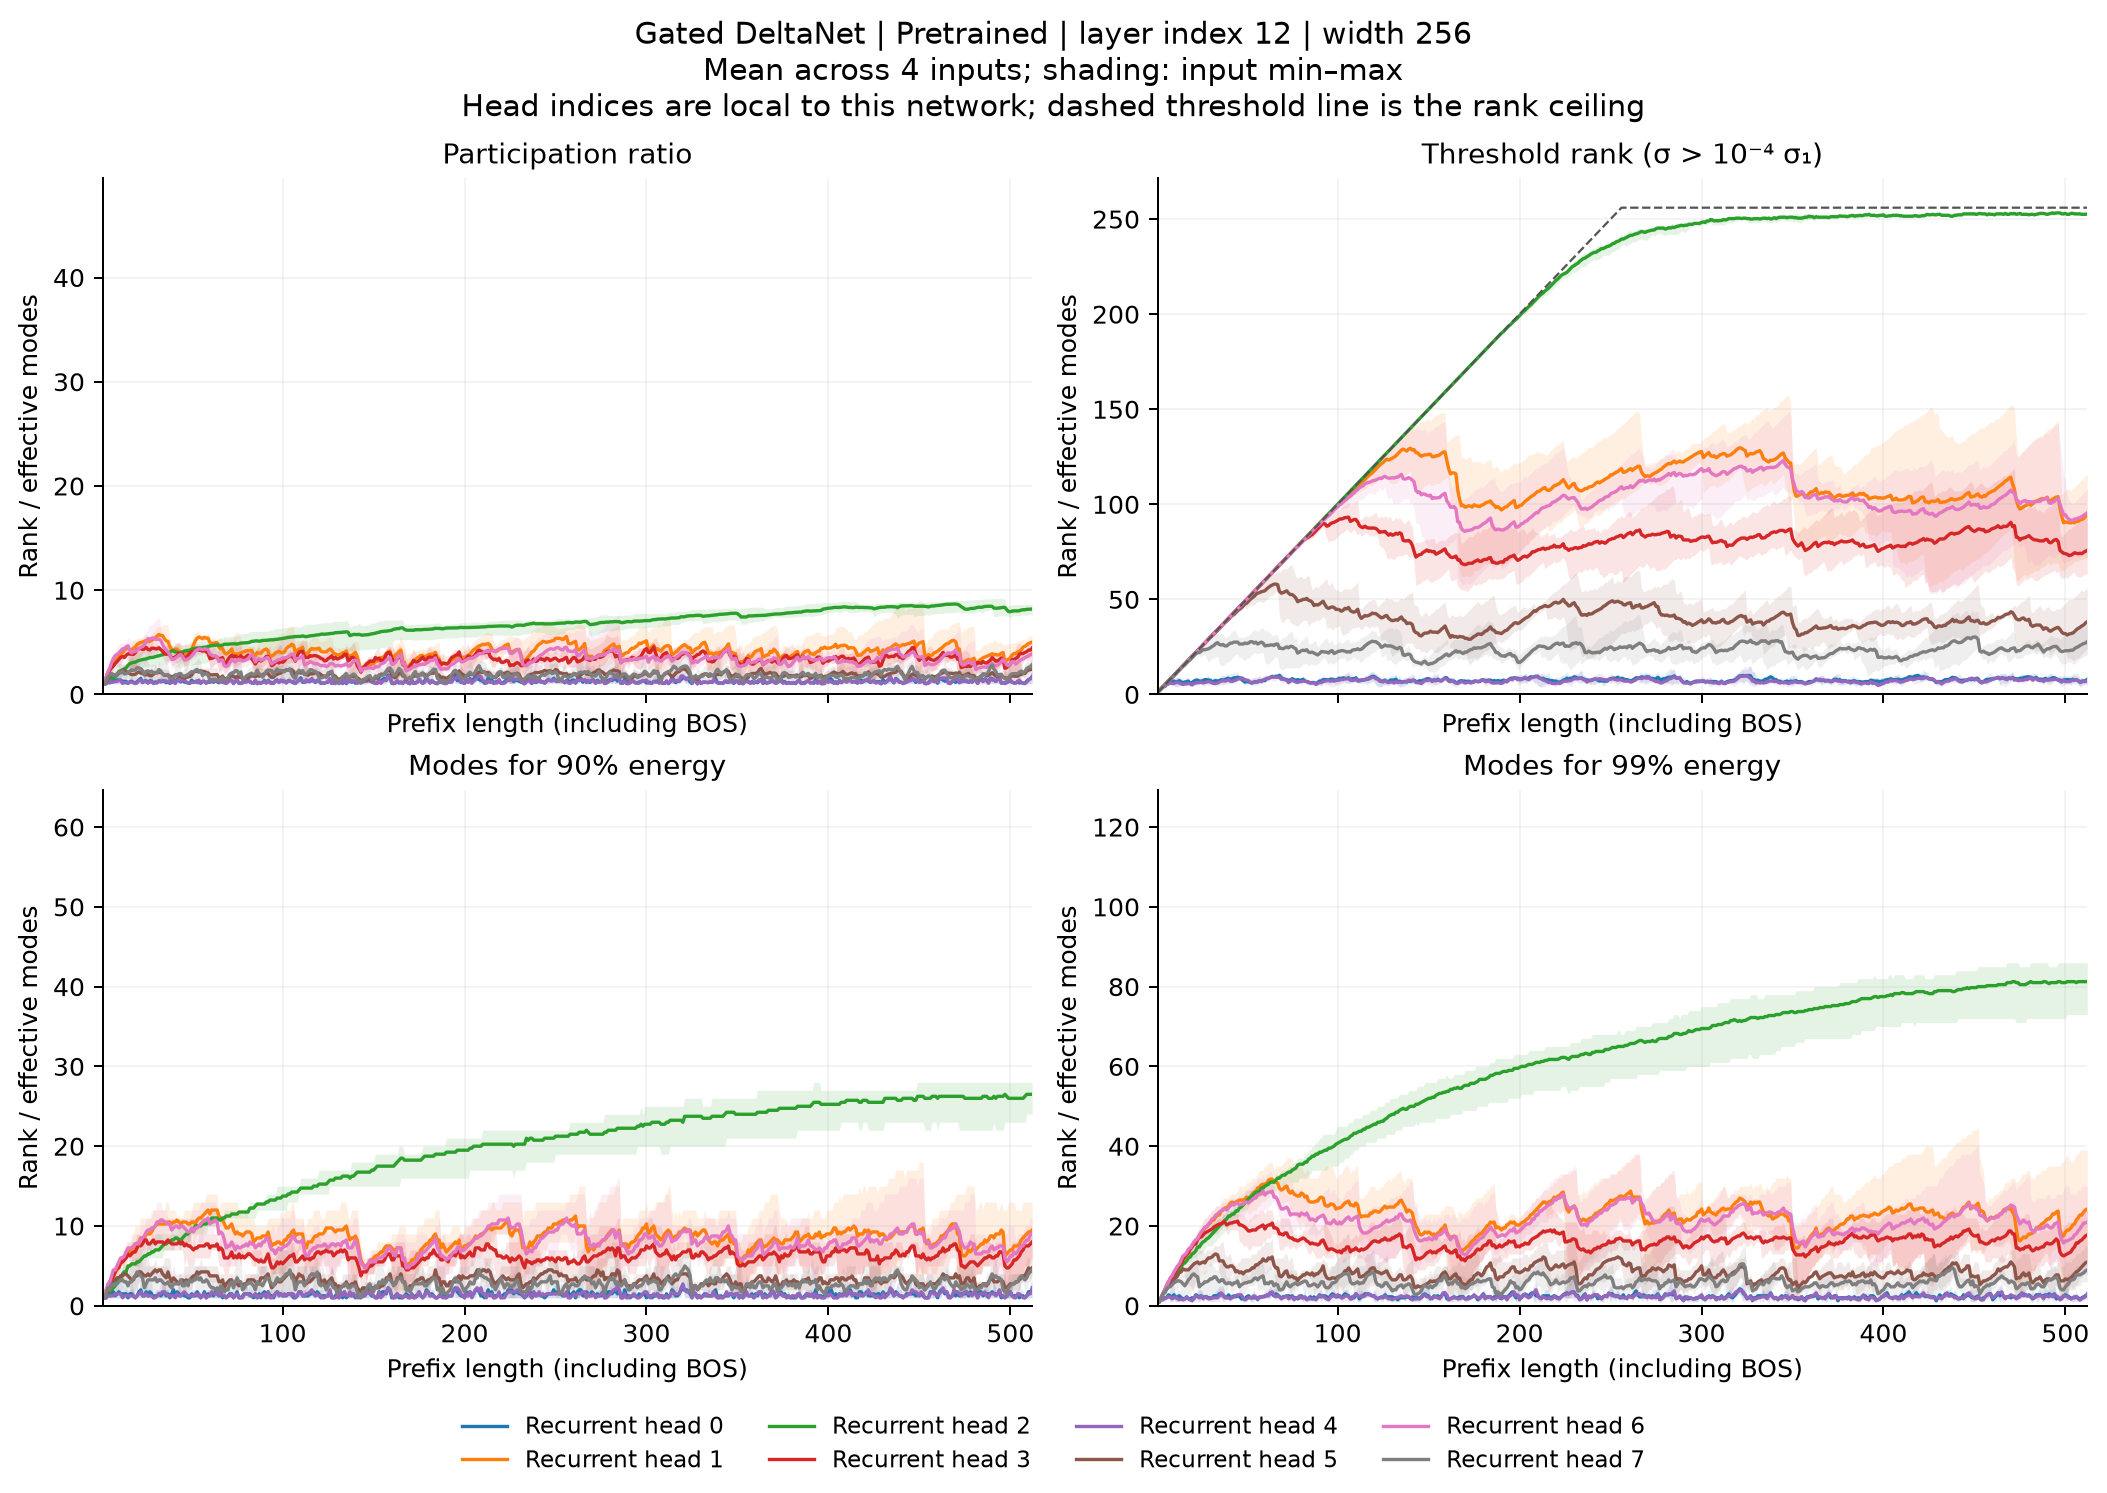 Gated DeltaNet | Pretrained | layer index 12 | width 256
Mean across 4 inputs; shading: input min–max
Head indices are local to this network; dashed threshold line is the rank ceiling
Participation ratio
Rank / effective modes
40
30
20
10
0
Prefix length (including BOS)
Threshold rank (σ > 10⁻⁴ σ₁)
Rank / effective modes
250
200
150
100
50
0
Prefix length (including BOS)
Modes for 90% energy
Rank / effective modes
60
50
40
30
20
10
0
100 200 300 400 500
Prefix length (including BOS)
Modes for 99% energy
Rank / effective modes
120
100
80
60
40
20
0
100 200 300 400 500
Prefix length (including BOS)
Recurrent head 0 Recurrent head 2 Recurrent head 4 Recurrent head 6
Recurrent head 1 Recurrent head 3 Recurrent head 5 Recurrent head 7